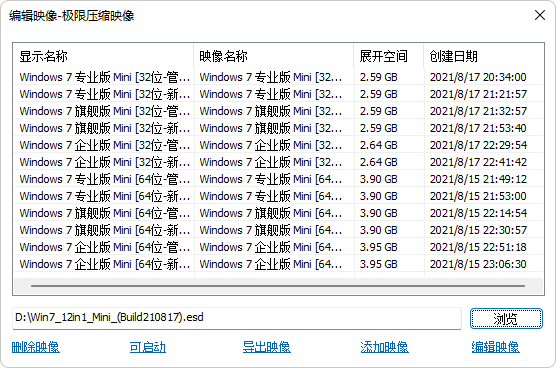 编辑映像-极限压缩映像
显示名称 映像名称 展开空间 创建日期
Windows 7 专业版 Mini [32位-管... Windows 7 专业版 Mini [32... 2.59 GB 2021/8/17 20:34:00
Windows 7 专业版 Mini [32位-新... Windows 7 专业版 Mini [32... 2.59 GB 2021/8/17 21:21:57
Windows 7 旗舰版 Mini [32位-管... Windows 7 旗舰版 Mini [32... 2.59 GB 2021/8/17 21:32:57
Windows 7 旗舰版 Mini [32位-新... Windows 7 旗舰版 Mini [32... 2.59 GB 2021/8/17 21:53:40
Windows 7 企业版 Mini [32位-管... Windows 7 企业版 Mini [32... 2.64 GB 2021/8/17 22:29:54
Windows 7 企业版 Mini [32位-新... Windows 7 企业版 Mini [32... 2.64 GB 2021/8/17 22:41:42
Windows 7 专业版 Mini [64位-管... Windows 7 专业版 Mini [64... 3.90 GB 2021/8/15 21:49:12
Windows 7 专业版 Mini [64位-新... Windows 7 专业版 Mini [64... 3.90 GB 2021/8/15 21:53:00
Windows 7 旗舰版 Mini [64位-管... Windows 7 旗舰版 Mini [64... 3.90 GB 2021/8/15 22:14:54
Windows 7 旗舰版 Mini [64位-新... Windows 7 旗舰版 Mini [64... 3.90 GB 2021/8/15 22:30:57
Windows 7 企业版 Mini [64位-管... Windows 7 企业版 Mini [64... 3.95 GB 2021/8/15 22:51:18
Windows 7 企业版 Mini [64位-新... Windows 7 企业版 Mini [64... 3.95 GB 2021/8/15 23:06:30
D:\Win7_12in1_Mini_(Build210817).esd 浏览
删除映像 可启动 导出映像 添加映像 编辑映像